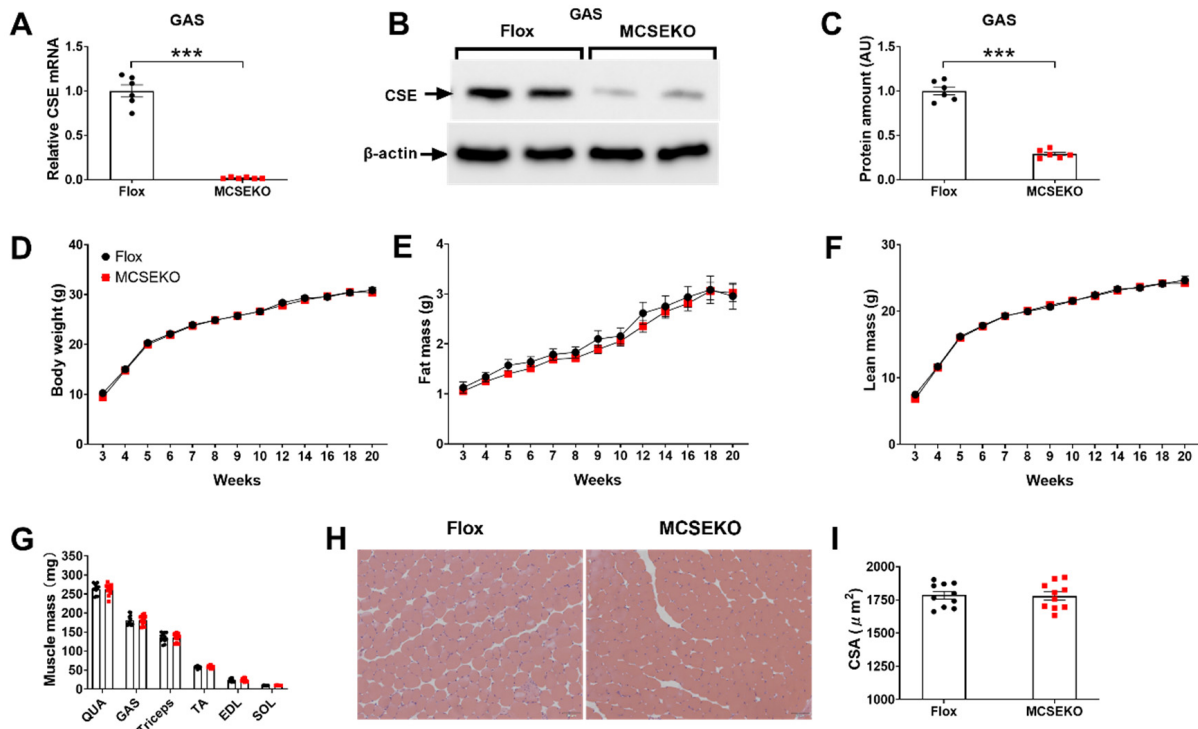 A
GAS
Relative CSE mRNA
1.5
1.0
0.5
0.0
***
Flox
MCSEKO
B
GAS
Flox
MCSEKO
CSE
β-actin
C
GAS
Protein amount (AU)
1.5
1.0
0.5
0.0
***
Flox
MCSEKO
D
Body weight (g)
40
30
20
10
0
Flox
MCSEKO
3 4 5 6 7 8 9 10 12 14 16 18 20
Weeks
E
Fat mass (g)
4
3
2
1
0
3 4 5 6 7 8 9 10 12 14 16 18 20
Weeks
F
Lean mass (g)
30
20
10
0
3 4 5 6 7 8 9 10 12 14 16 18 20
Weeks
G
Muscle mass (mg)
350
300
250
200
150
100
50
0
QUA
GAS
Triceps
TA
EDL
SOL
H
Flox
MCSEKO
I
CSA (μm²)
2000
1750
1500
1250
1000
Flox
MCSEKO